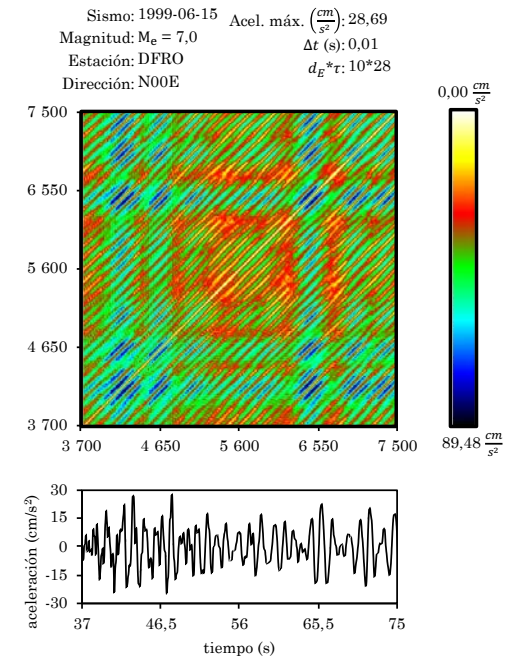 Sismo: 1999-06-15 Acel. máx. (cm/s²): 28,69
Magnitud: Mₑ = 7,0 Δt (s): 0,01
Estación: DFRO d_E*τ: 10*28
Dirección: N00E
0,00 cm/s²
7 500
6 550
5 600
4 650
3 700
3 700 4 650 5 600 6 550 7 500
89,48 cm/s²
aceleración (cm/s²)
30
15
0
-15
-30
37 46,5 56 65,5 75
tiempo (s)